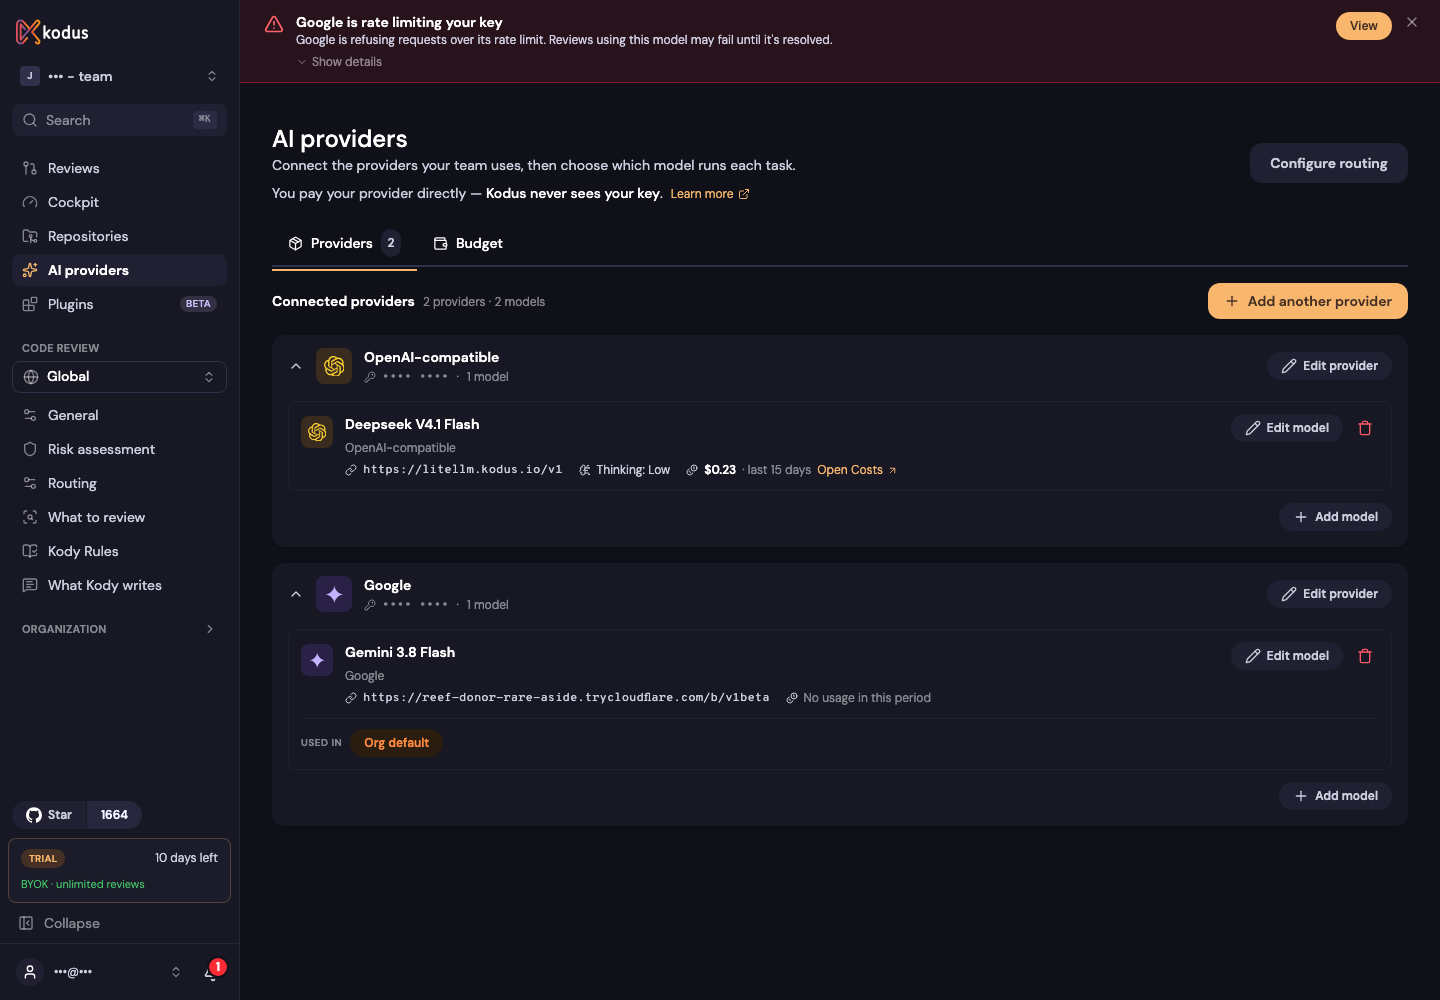 kodus
J ••• - team
Search ⌘K
Reviews
Cockpit
Repositories
AI providers
Plugins BETA
CODE REVIEW
Global
General
Risk assessment
Routing
What to review
Kody Rules
What Kody writes
ORGANIZATION
Star 1664
TRIAL 10 days left
BYOK · unlimited reviews
Collapse
•••@•••
1
Google is rate limiting your key
Google is refusing requests over its rate limit. Reviews using this model may fail until it's resolved.
Show details
View
AI providers
Connect the providers your team uses, then choose which model runs each task.
You pay your provider directly — Kodus never sees your key. Learn more
Configure routing
Providers 2
Budget
Connected providers 2 providers · 2 models
+ Add another provider
OpenAI-compatible
•••• •••• · 1 model
Edit provider
Deepseek V4.1 Flash
OpenAI-compatible
https://litellm.kodus.io/v1 Thinking: Low $0.23 · last 15 days Open Costs ↗
Edit model
+ Add model
Google
•••• •••• · 1 model
Edit provider
Gemini 3.8 Flash
Google
https://reef-donor-rare-aside.trycloudflare.com/b/v1beta No usage in this period
Edit model
USED IN Org default
+ Add model